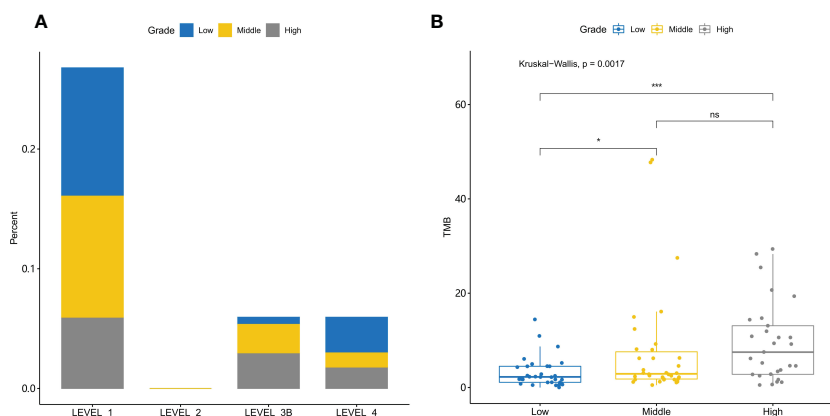 A
Grade Low Middle High
Percent
0.2
0.1
0.0
LEVEL_1 LEVEL_2 LEVEL_3B LEVEL_4
B
Grade Low Middle High
Kruskal−Wallis, p = 0.0017
***
ns
*
TMB
60
40
20
0
Low Middle High